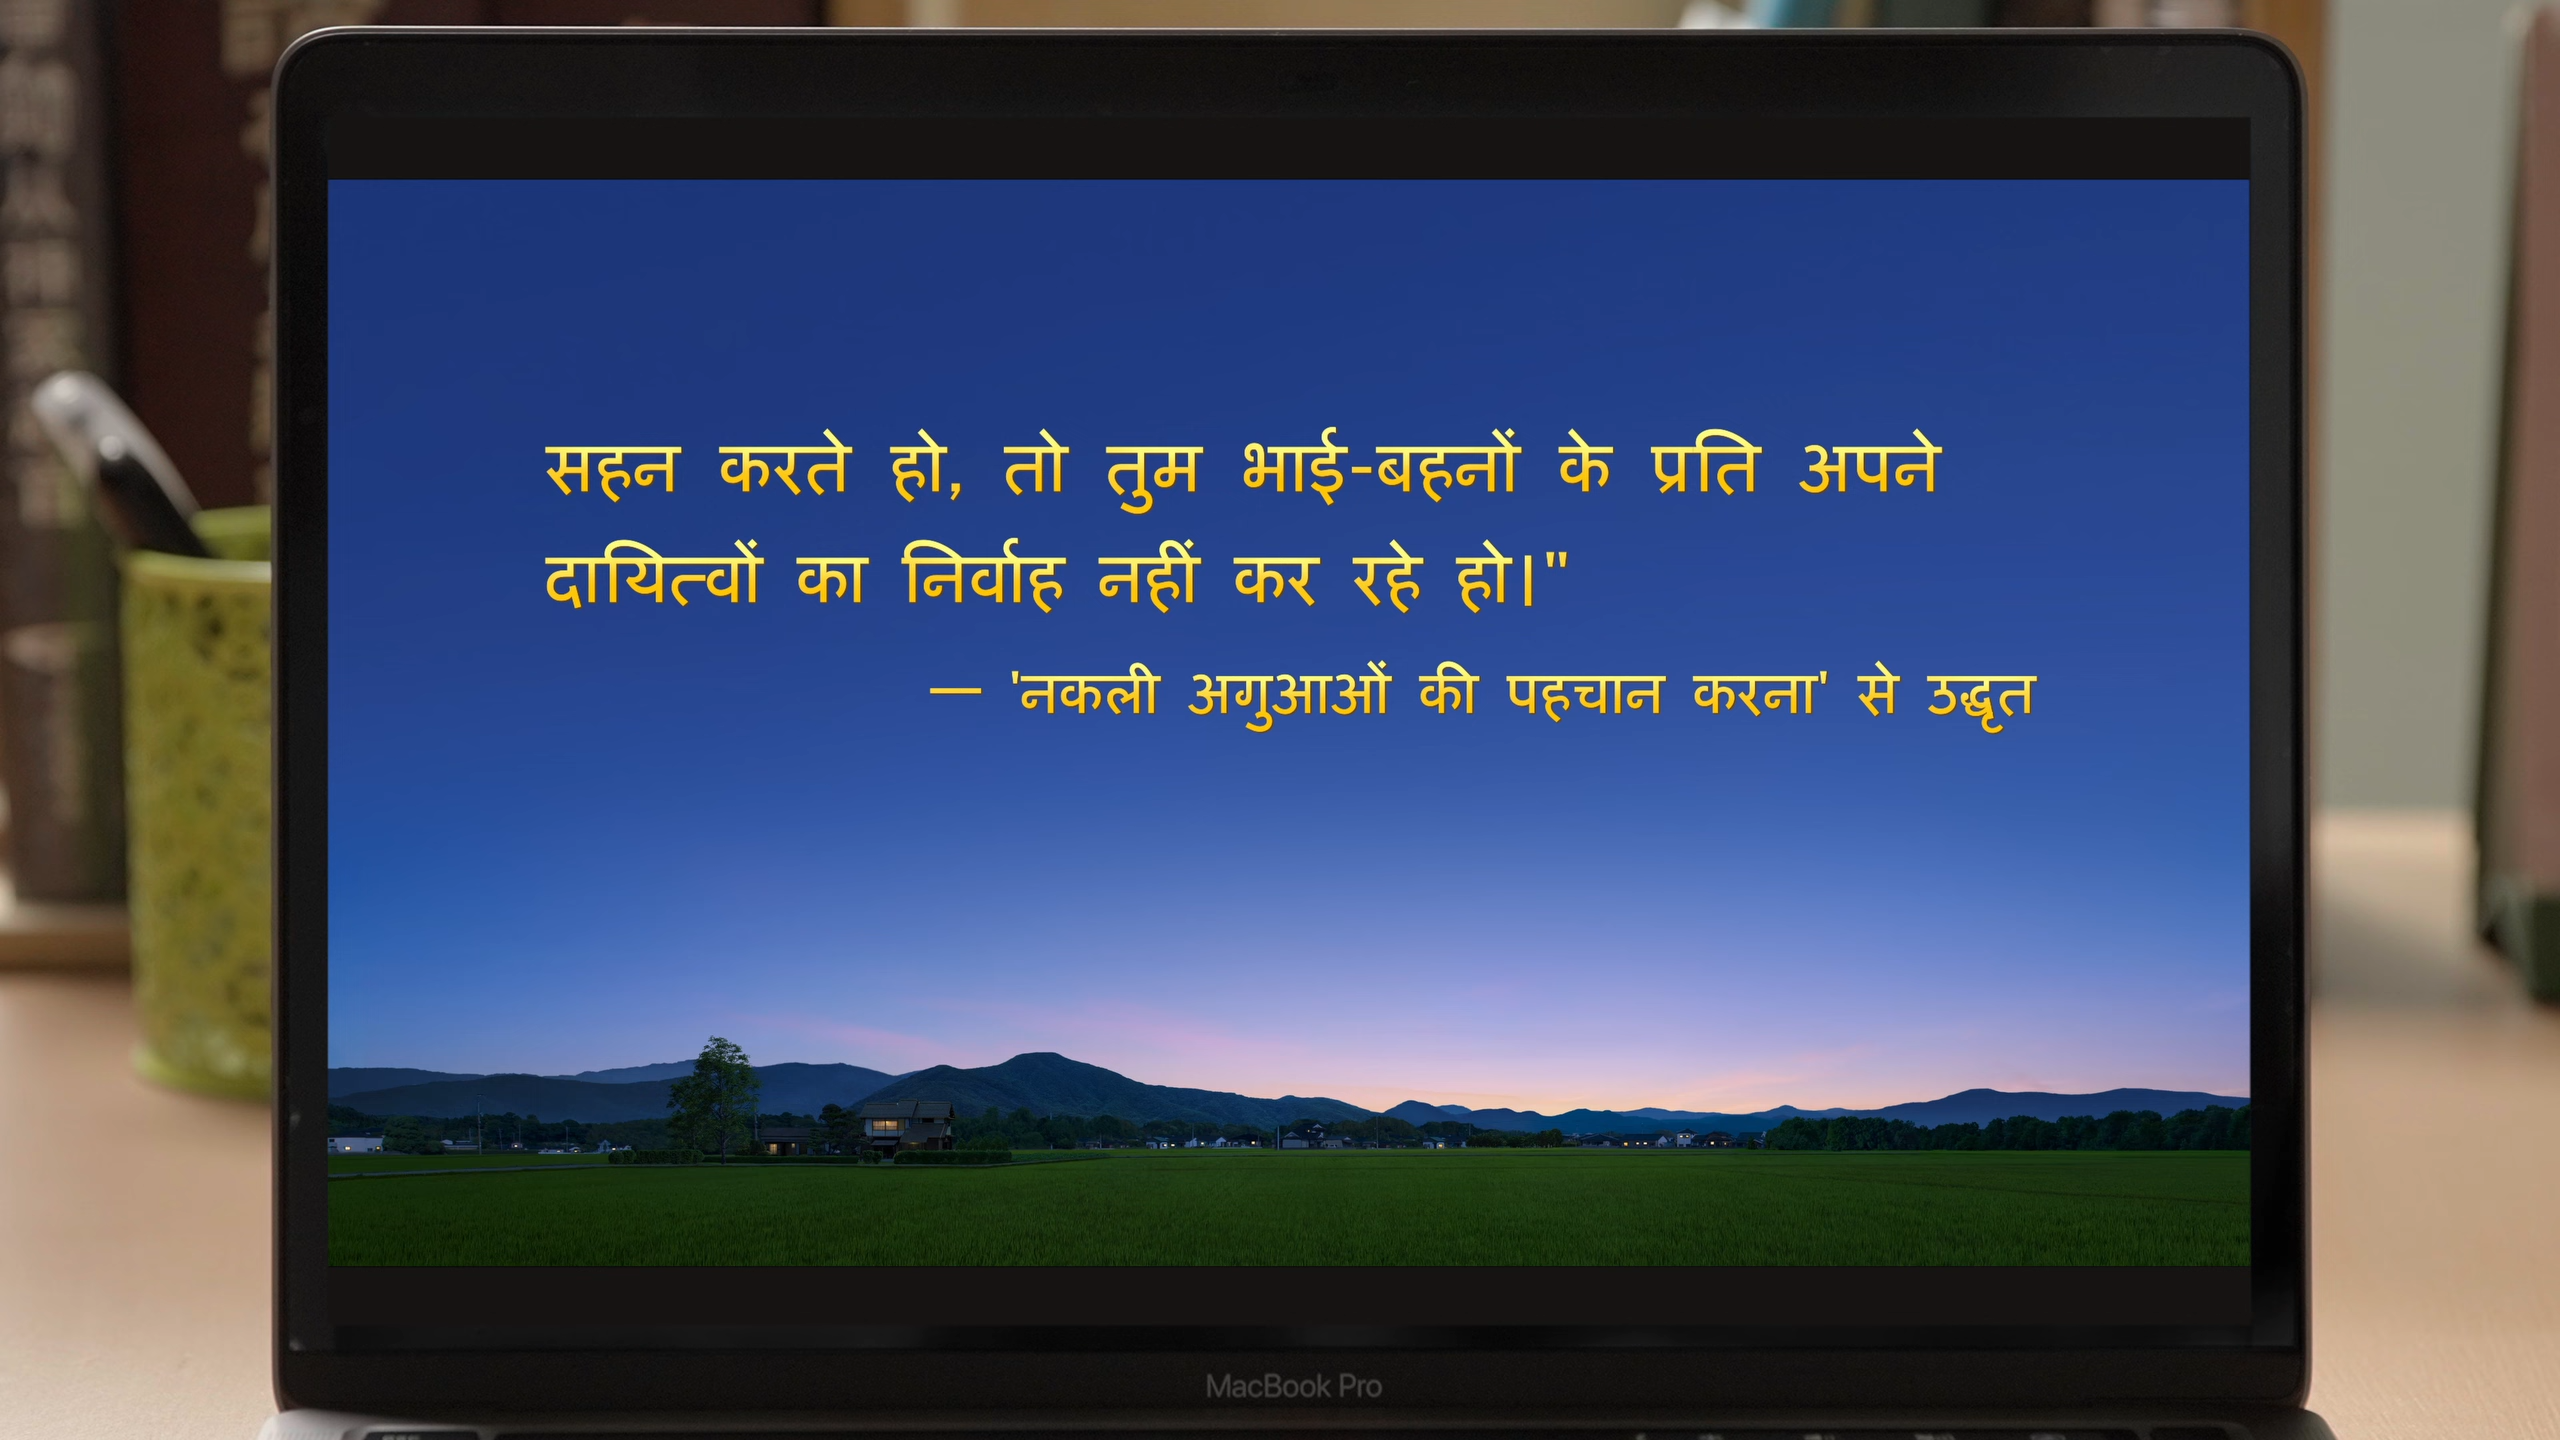 सहन करते हो, तो तुम भाई-बहनों के प्रति अपने
दायित्वों का निर्वाह नहीं कर रहे हो।"
— 'नकली अगुआओं की पहचान करना' से उद्धृत
MacBook Pro